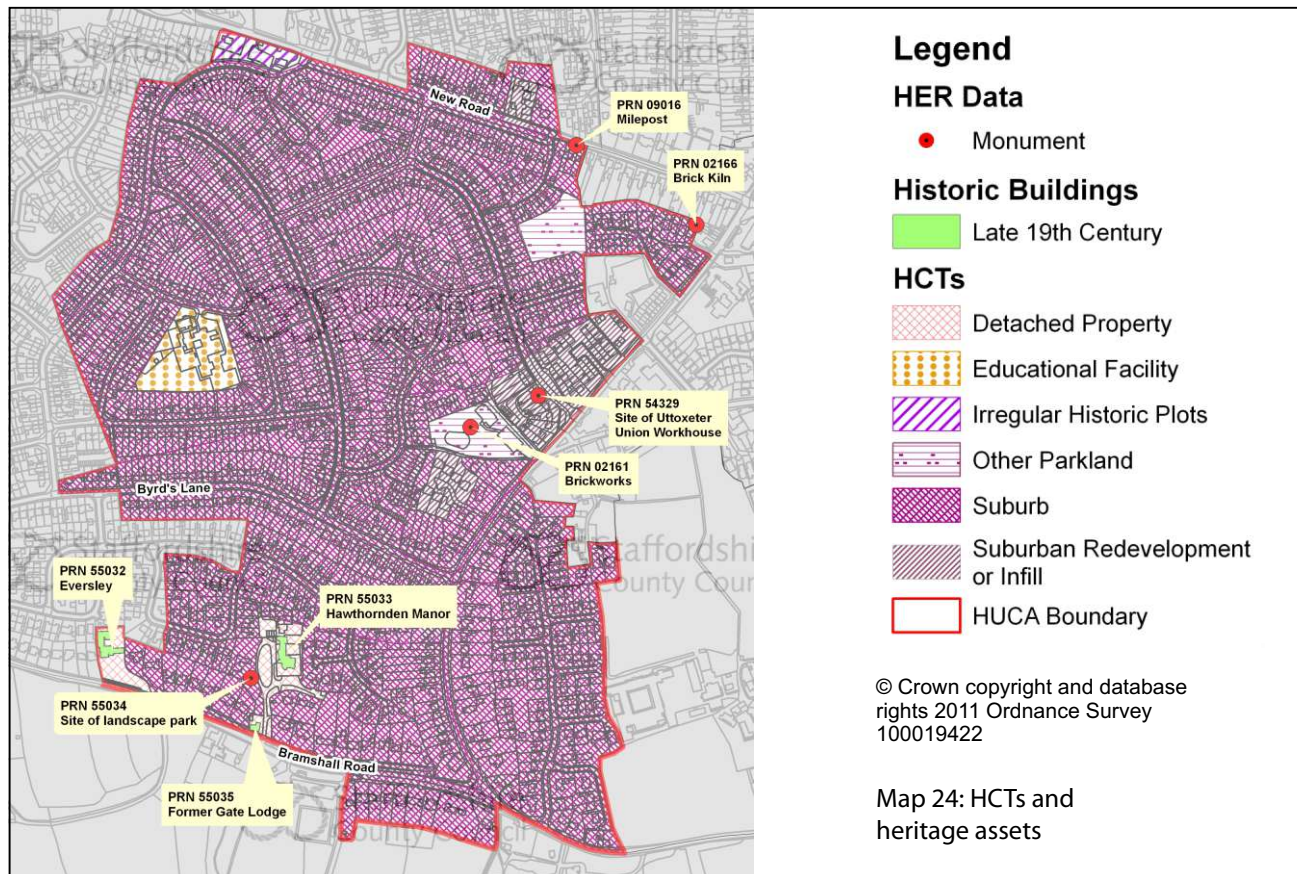 New Road
PRN 09016
Milepost
PRN 02166
Brick Kiln
PRN 54329
Site of Uttoxeter
Union Workhouse
PRN 02161
Brickworks
Byrd's Lane
PRN 55032
Eversley
PRN 55033
Hawthornden Manor
PRN 55034
Site of landscape park
Bramshall Road
PRN 55035
Former Gate Lodge
Staffordshire
County Council
Legend
HER Data
Monument
Historic Buildings
Late 19th Century
HCTs
Detached Property
Educational Facility
Irregular Historic Plots
Other Parkland
Suburb
Suburban Redevelopment
or Infill
HUCA Boundary
© Crown copyright and database
rights 2011 Ordnance Survey
100019422
Map 24: HCTs and
heritage assets